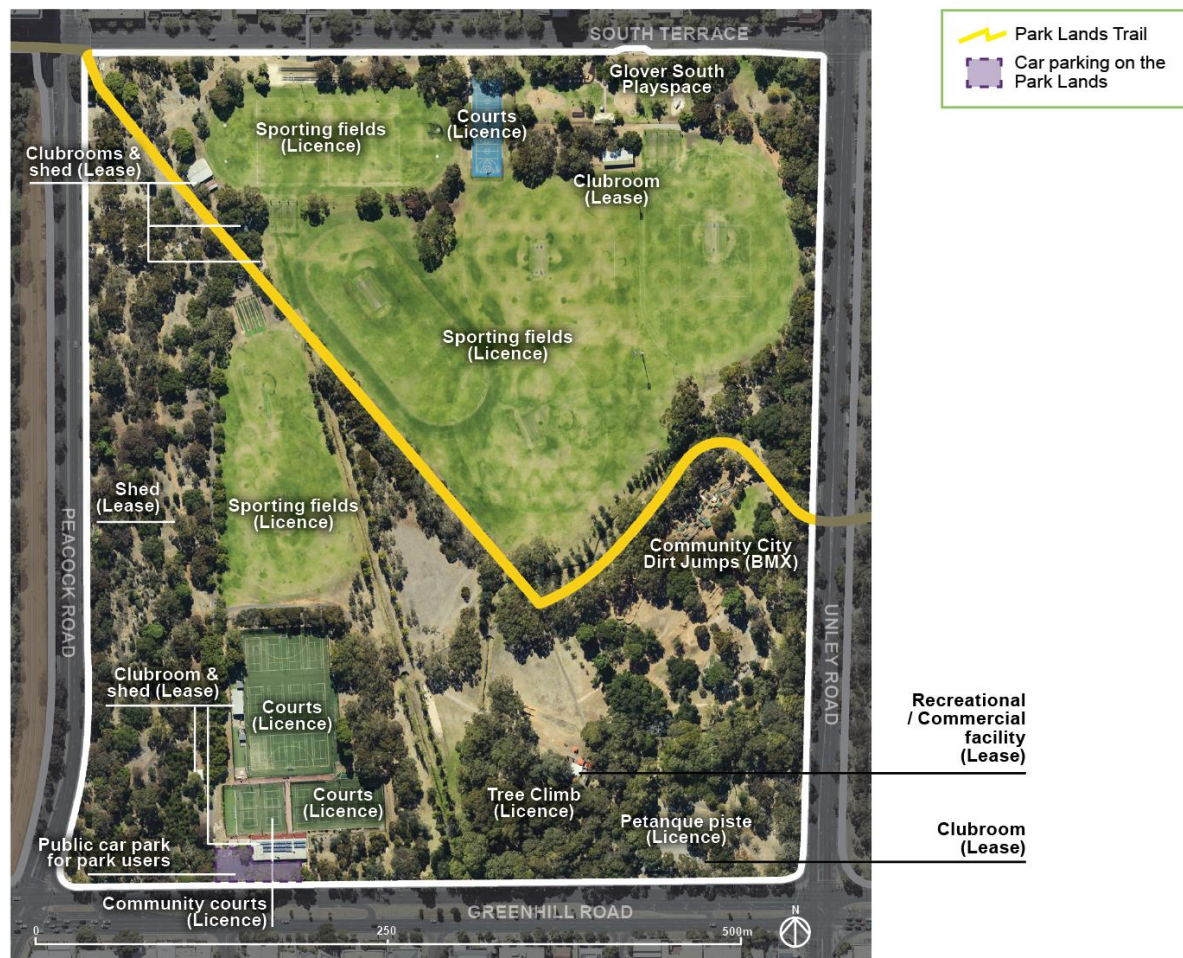 SOUTH TERRACE
Park Lands Trail
Car parking on the
Park Lands
Glover South
Playspace
Courts
(Licence)
Sporting fields
(Licence)
Clubrooms &
shed (Lease)
Clubroom
(Lease)
Sporting fields
(Licence)
Shed
(Lease)
Sporting fields
(Licence)
PEACOCK ROAD
Community City
Dirt Jumps (BMX)
UNLEY ROAD
Clubroom &
shed (Lease)
Courts
(Licence)
Recreational
/ Commercial
facility
(Lease)
Courts
(Licence)
Tree Climb
(Licence)
Petanque piste
(Licence)
Clubroom
(Lease)
Public car park
for park users
Community courts
(Licence)
GREENHILL ROAD
N
0 250 500m